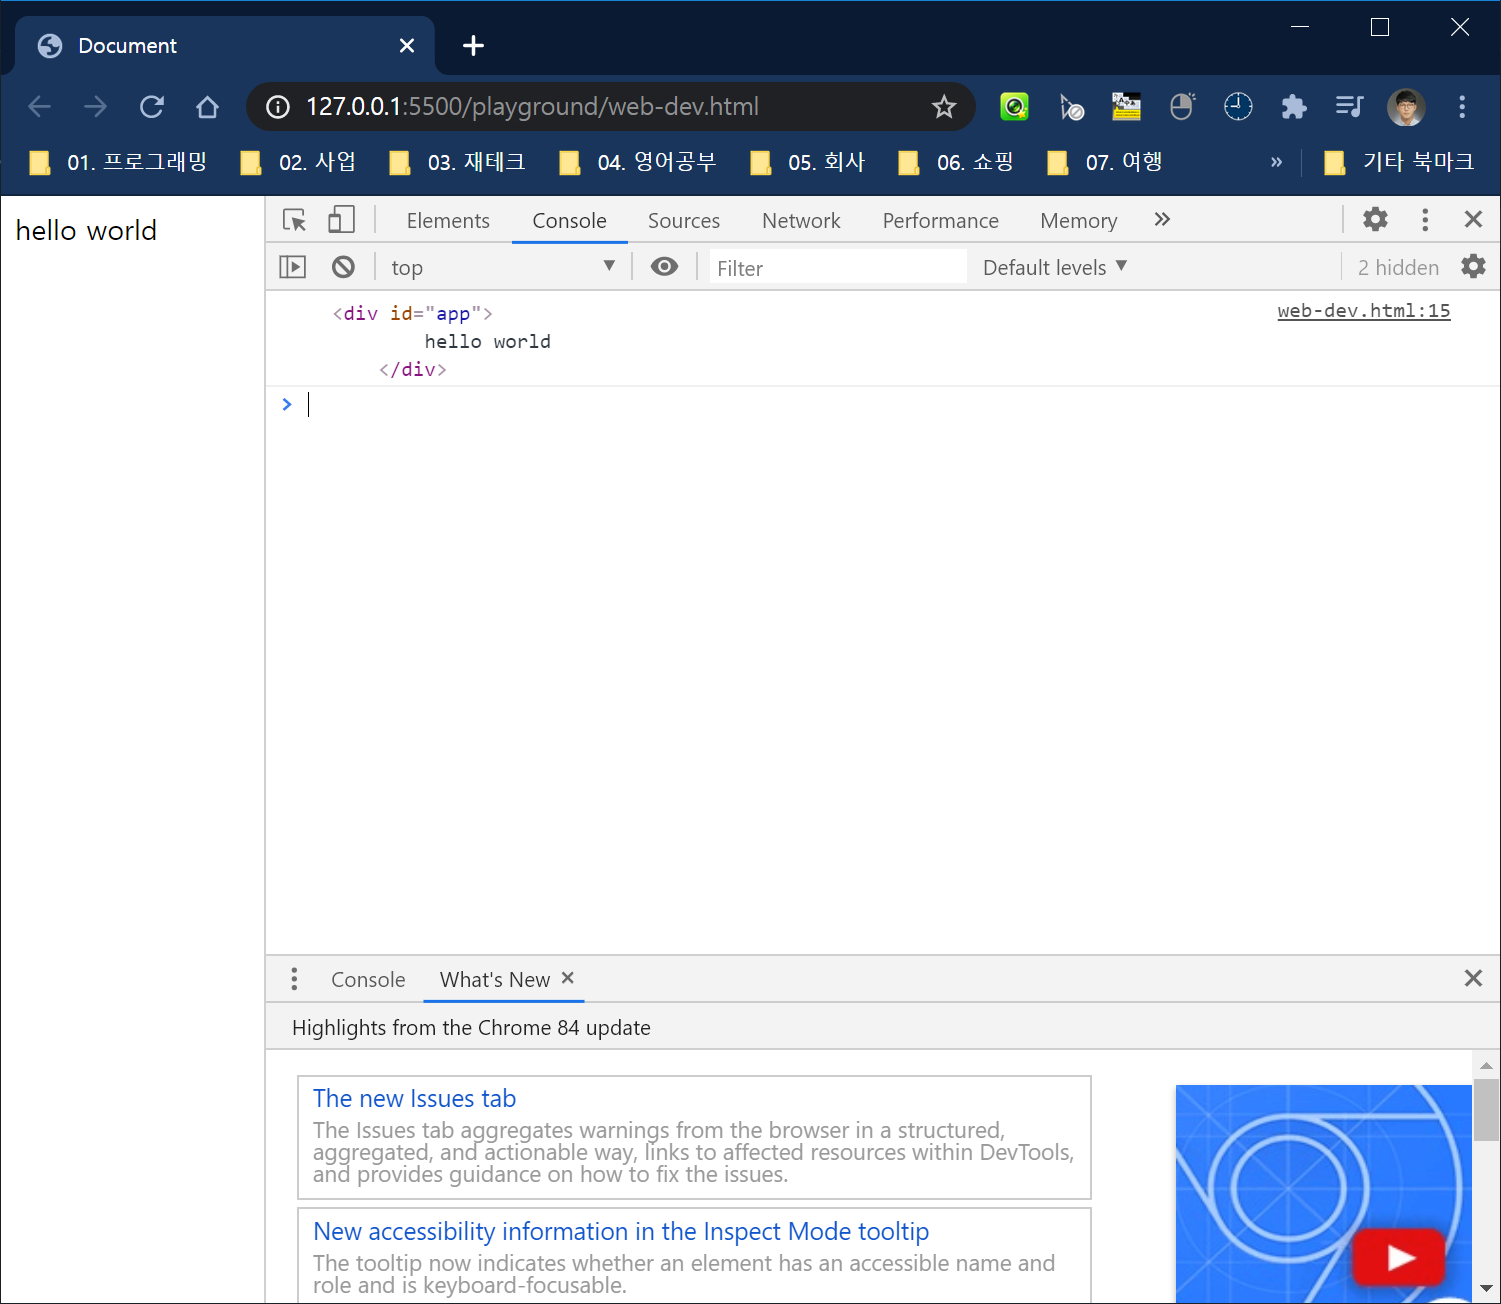 Document
127.0.0.1:5500/playground/web-dev.html
01. 프로그래밍 02. 사업 03. 재테크 04. 영어공부 05. 회사 06. 쇼핑 07. 여행 » 기타 북마크
hello world
Elements Console Sources Network Performance Memory »
top Filter Default levels 2 hidden
<div id="app"> web-dev.html:15
hello world
</div>
Console What's New
Highlights from the Chrome 84 update
The new Issues tab
The Issues tab aggregates warnings from the browser in a structured,
aggregated, and actionable way, links to affected resources within DevTools,
and provides guidance on how to fix the issues.
New accessibility information in the Inspect Mode tooltip
The tooltip now indicates whether an element has an accessible name and
role and is keyboard-focusable.